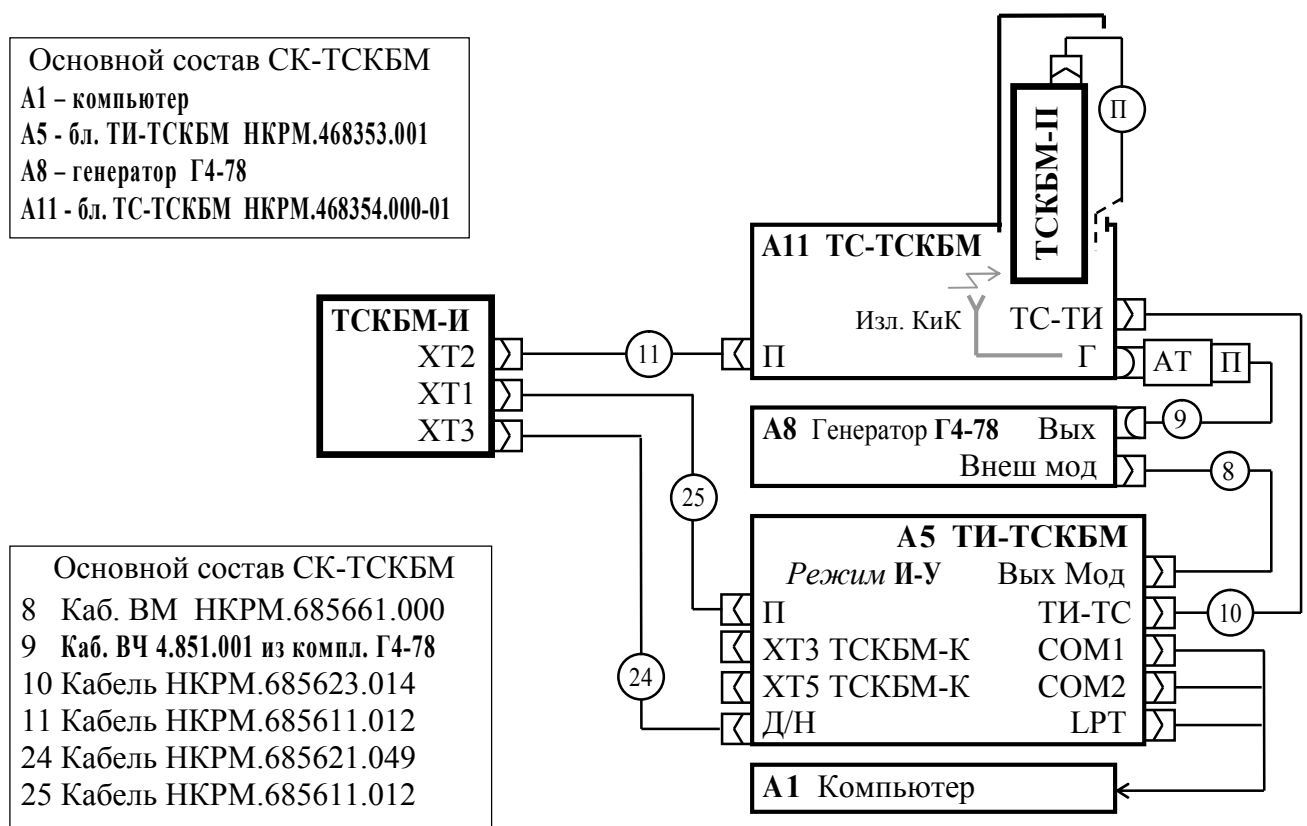 Основной состав СК-ТСКБМ
А1 – компьютер
А5 - бл. ТИ-ТСКБМ НКРМ.468353.001
А8 – генератор Г4-78
А11 - бл. ТС-ТСКБМ НКРМ.468354.000-01
ТСКБМ-П
П
А11 ТС-ТСКБМ
Изл. КиК
ТС-ТИ
П
Г
АТ
П
ТСКБМ-И
ХТ2
ХТ1
ХТ3
11
А8 Генератор Г4-78 Вых
Внеш мод
9
8
25
24
А5 ТИ-ТСКБМ
Режим И-У Вых Мод
П ТИ-ТС
10
ХТ3 ТСКБМ-К COM1
ХТ5 ТСКБМ-К COM2
Д/Н LPT
А1 Компьютер
Основной состав СК-ТСКБМ
8 Каб. ВМ НКРМ.685661.000
9 Каб. ВЧ 4.851.001 из компл. Г4-78
10 Кабель НКРМ.685623.014
11 Кабель НКРМ.685611.012
24 Кабель НКРМ.685621.049
25 Кабель НКРМ.685611.012